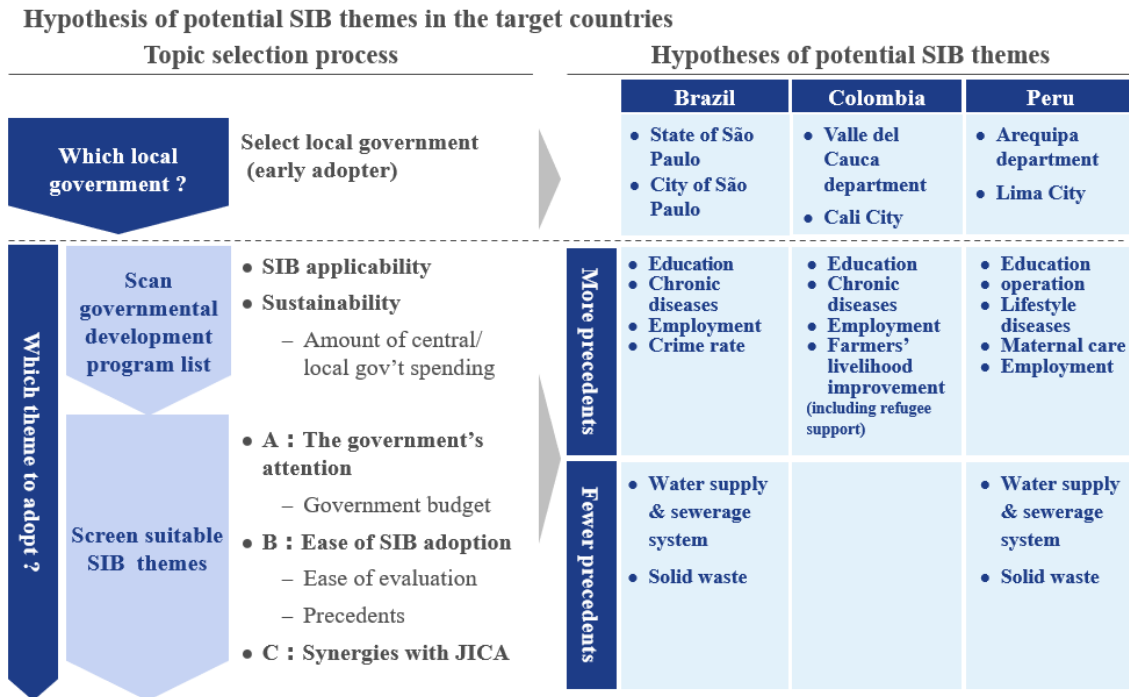 Hypothesis of potential SIB themes in the target countries
Topic selection process
Hypotheses of potential SIB themes
Brazil
Colombia
Peru
Which local
government ?
Select local government
(early adopter)
● State of São
Paulo
● City of São
Paulo
● Valle del
Cauca
department
● Cali City
● Arequipa
department
● Lima City
Which theme to adopt ?
Scan
governmental
development
program list
● SIB applicability
● Sustainability
– Amount of central/
local gov't spending
More precedents
● Education
● Chronic
diseases
● Employment
● Crime rate
● Education
● Chronic
diseases
● Employment
● Farmers'
livelihood
improvement
(including refugee
support)
● Education
● operation
● Lifestyle
diseases
● Maternal care
● Employment
Screen suitable
SIB themes
● A：The government's
attention
– Government budget
● B：Ease of SIB adoption
– Ease of evaluation
– Precedents
● C：Synergies with JICA
Fewer precedents
● Water supply
& sewerage
system
● Solid waste
● Water supply
& sewerage
system
● Solid waste